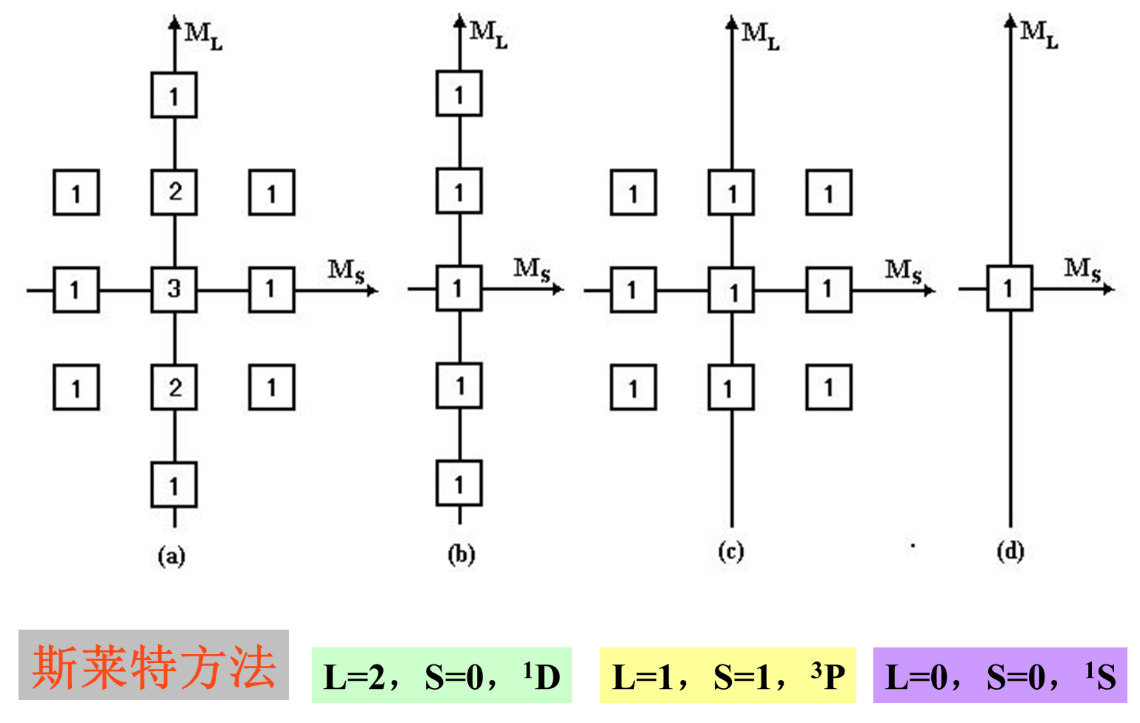 M_L M_L M_L M_L
1 1
1 2 1 1 1 1 1
1 3 1 M_S 1 M_S 1 1 1 M_S 1 M_S
1 2 1 1 1 1 1
1 1
(a) (b) (c) (d)
斯莱特方法 L=2，S=0，¹D L=1，S=1，³P L=0，S=0，¹S